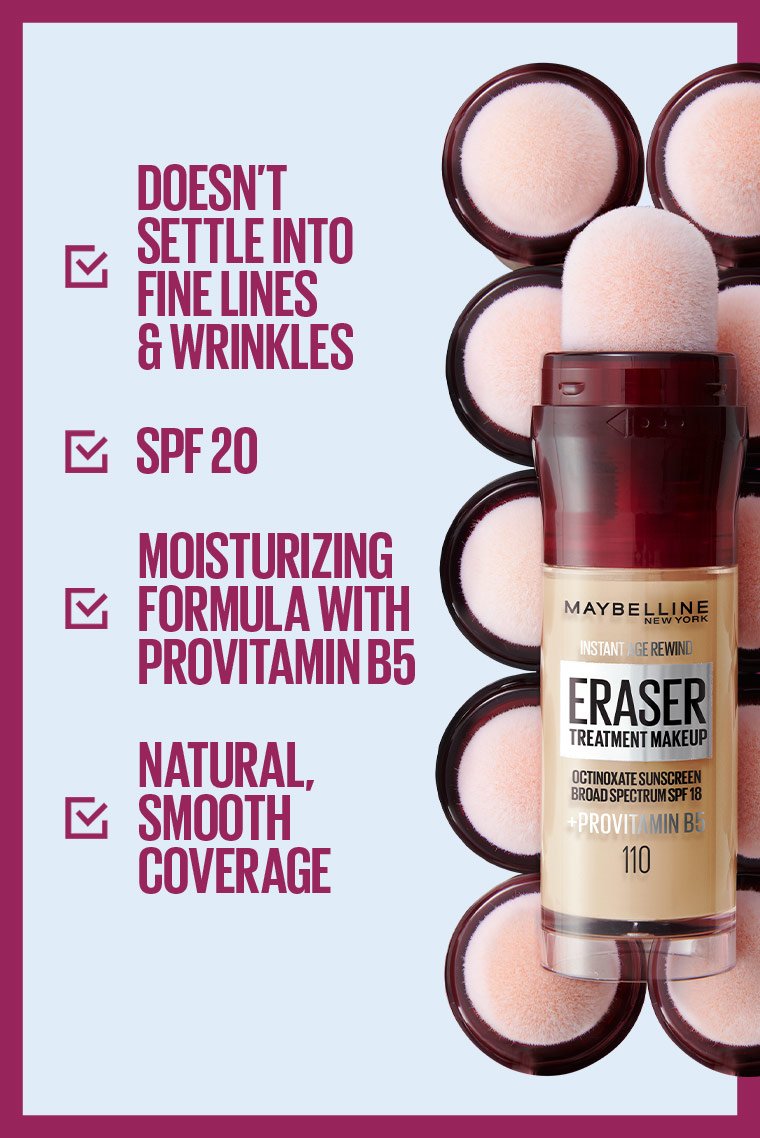 DOESN'T
SETTLE INTO
FINE LINES
& WRINKLES
SPF 20
MOISTURIZING
FORMULA WITH
PROVITAMIN B5
NATURAL,
SMOOTH
COVERAGE
MAYBELLINE
NEW YORK
INSTANT AGE REWIND
ERASER
TREATMENT MAKEUP
OCTINOXATE SUNSCREEN
BROAD SPECTRUM SPF 18
+PROVITAMIN B5
110